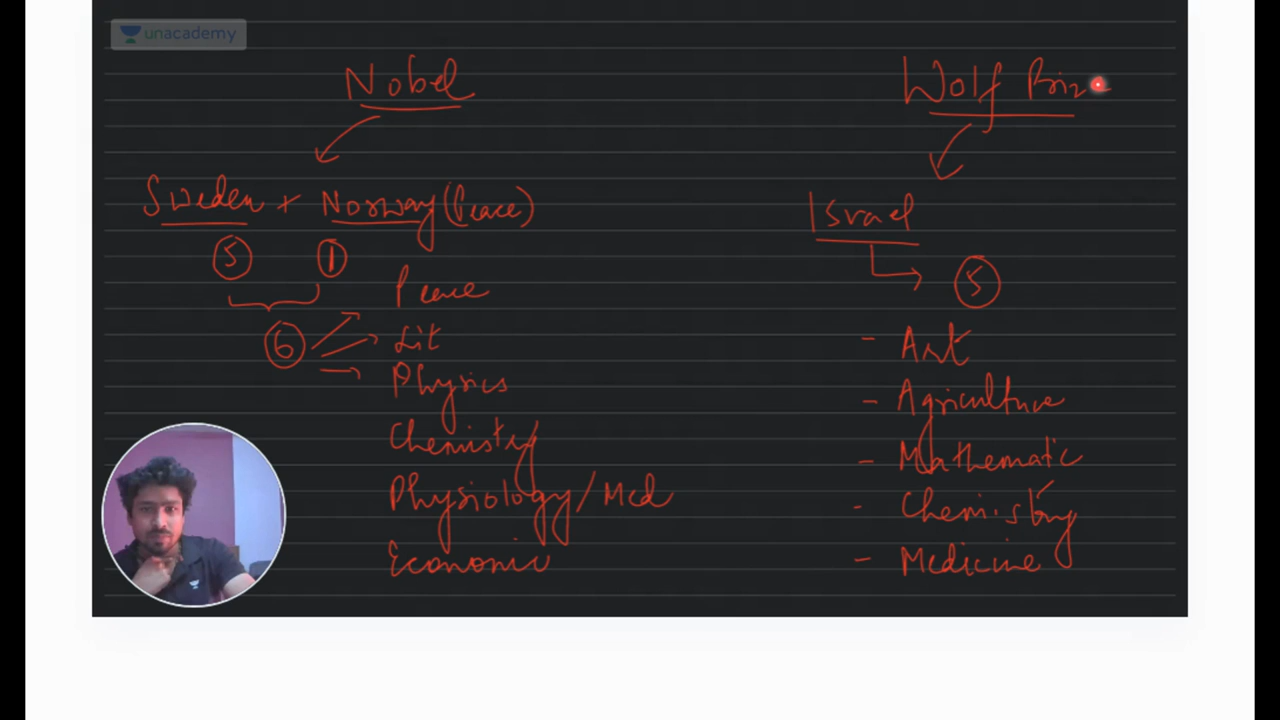 unacademy
Nobel
Sweden + Norway (Peace)
5 1
6
Peace
Lit
Physics
Chemistry
Physiology/Med
Economic
Wolf Prize
Israel
5
- Art
- Agriculture
- Mathematic
- Chemistry
- Medicine